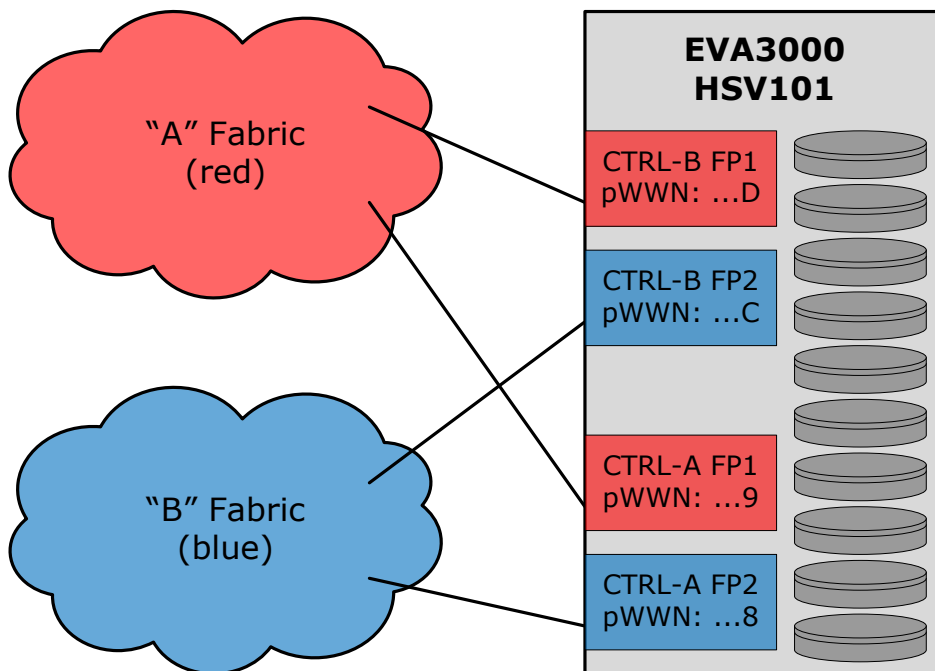 “A” Fabric
(red)
“B” Fabric
(blue)
EVA3000
HSV101
CTRL-B FP1
pWWN: ...D
CTRL-B FP2
pWWN: ...C
CTRL-A FP1
pWWN: ...9
CTRL-A FP2
pWWN: ...8